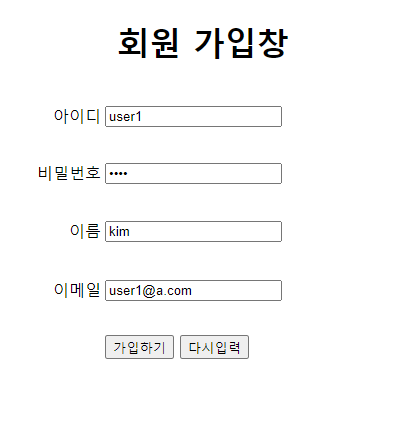 회원 가입창
아이디 user1
비밀번호 ••••
이름 kim
이메일 user1@a.com
가입하기 다시입력